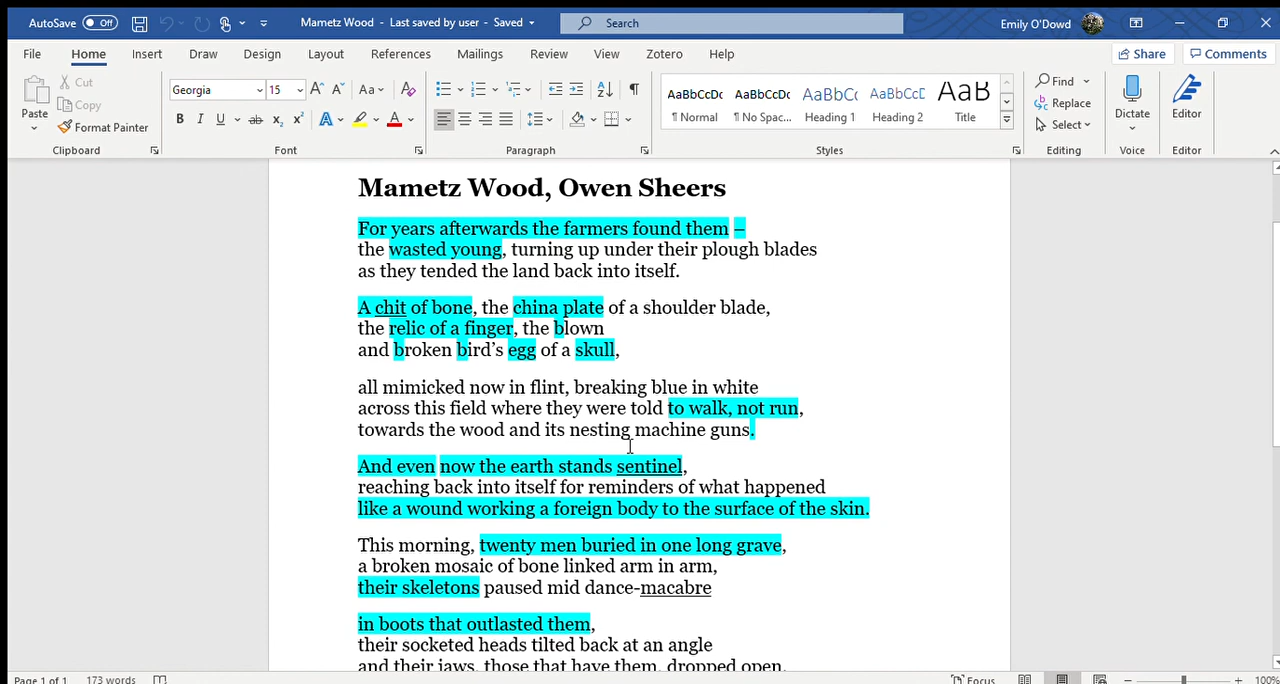 AutoSave Off Mametz Wood - Last saved by user - Saved Search Emily O'Dowd
File Home Insert Draw Design Layout References Mailings Review View Zotero Help Share Comments
Paste
Cut
Copy
Format Painter
Clipboard
Georgia 15
Font
Paragraph
AaBbCcDc AaBbCcDc AaBbCc AaBbCcD AaB
¶ Normal ¶ No Spac... Heading 1 Heading 2 Title
Styles
Find
Replace
Select
Editing
Dictate
Voice
Editor
Editor
Mametz Wood, Owen Sheers
For years afterwards the farmers found them –
the wasted young, turning up under their plough blades
as they tended the land back into itself.
A chit of bone, the china plate of a shoulder blade,
the relic of a finger, the blown
and broken bird’s egg of a skull,
all mimicked now in flint, breaking blue in white
across this field where they were told to walk, not run,
towards the wood and its nesting machine guns.
And even now the earth stands sentinel,
reaching back into itself for reminders of what happened
like a wound working a foreign body to the surface of the skin.
This morning, twenty men buried in one long grave,
a broken mosaic of bone linked arm in arm,
their skeletons paused mid dance-macabre
in boots that outlasted them,
their socketed heads tilted back at an angle
and their jaws, those that have them, dropped open.
Page 1 of 1 173 words Focus 100%